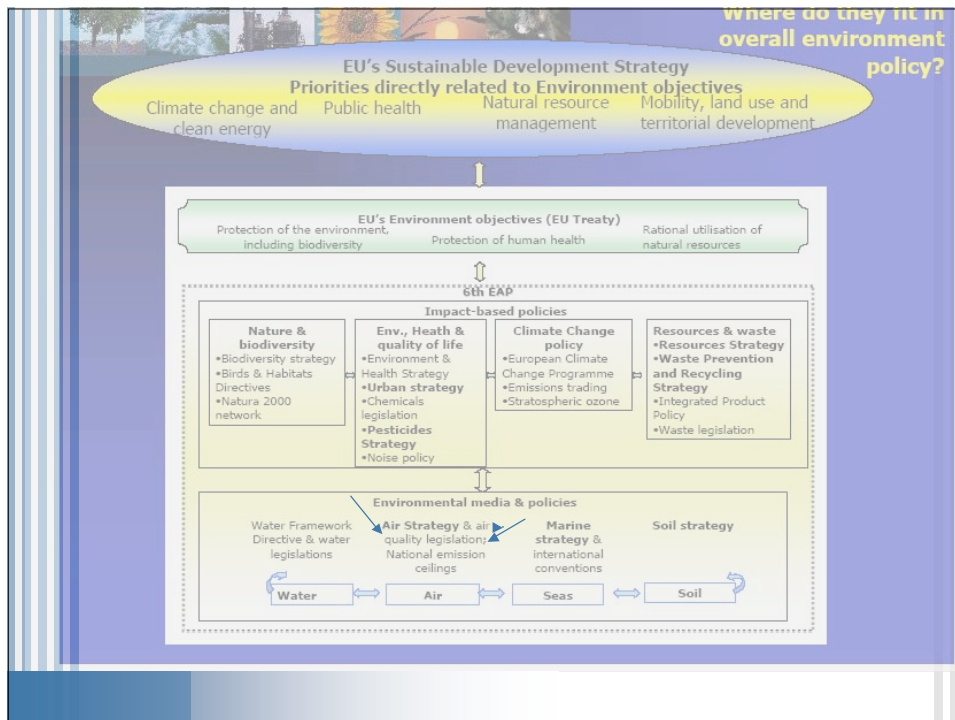 Where do they fit in
overall environment
policy?
EU's Sustainable Development Strategy
Priorities directly related to Environment objectives
Climate change and
clean energy
Public health
Natural resource
management
Mobility, land use and
territorial development
EU's Environment objectives (EU Treaty)
Protection of the environment,
including biodiversity
Protection of human health
Rational utilisation of
natural resources
6th EAP
Impact-based policies
Nature &
biodiversity
•Biodiversity strategy
•Birds & Habitats
Directives
•Natura 2000
network
Env., Heath &
quality of life
•Environment &
Health Strategy
•Urban strategy
•Chemicals
legislation
•Pesticides
Strategy
•Noise policy
Climate Change
policy
•European Climate
Change Programme
•Emissions trading
•Stratospheric ozone
Resources & waste
•Resources Strategy
•Waste Prevention
and Recycling
Strategy
•Integrated Product
Policy
•Waste legislation
Environmental media & policies
Water Framework
Directive & water
legislations
Air Strategy & air
quality legislation;
National emission
ceilings
Marine
strategy &
international
conventions
Soil strategy
Water
Air
Seas
Soil